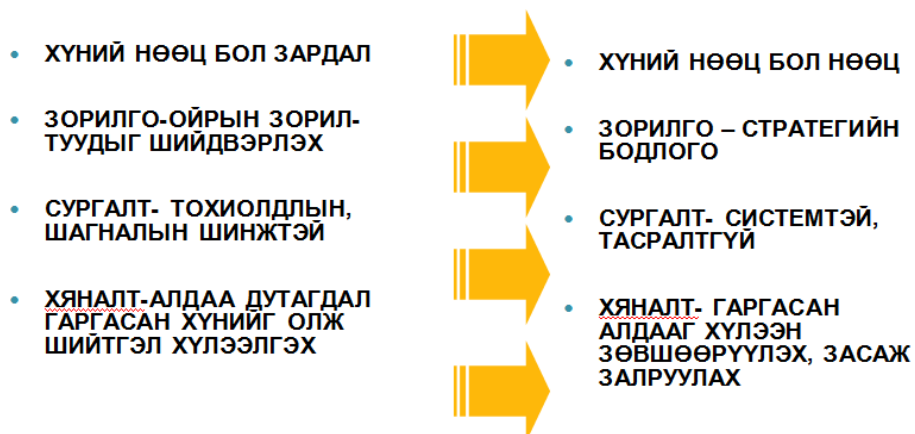 ХҮНИЙ НӨӨЦ БОЛ ЗАРДАЛ
ЗОРИЛГО-ОЙРЫН ЗОРИЛ-
ТУУДЫГ ШИЙДВЭРЛЭХ
СУРГАЛТ- ТОХИОЛДЛЫН,
ШАГНАЛЫН ШИНЖТЭЙ
ХЯНАЛТ-АЛДАА ДУТАГДАЛ
ГАРГАСАН ХҮНИЙГ ОЛЖ
ШИЙТГЭЛ ХҮЛЭЭЛГЭХ
ХҮНИЙ НӨӨЦ БОЛ НӨӨЦ
ЗОРИЛГО – СТРАТЕГИЙН
БОДЛОГО
СУРГАЛТ- СИСТЕМТЭЙ,
ТАСРАЛТГҮЙ
ХЯНАЛТ- ГАРГАСАН
АЛДААГ ХҮЛЭЭН
ЗӨВШӨӨРҮҮЛЭХ, ЗАСАЖ
ЗАЛРУУЛАХ